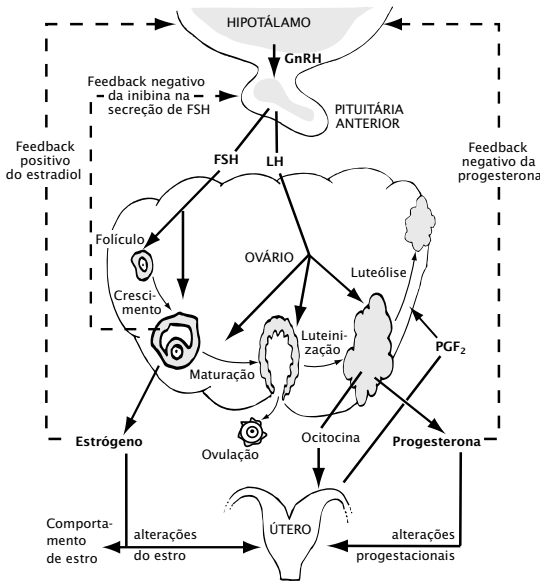 HIPOTÁLAMO
GnRH
Feedback negativo
da inibina na
secreção de FSH
PITUITÁRIA
ANTERIOR
Feedback
positivo
do estradiol
Feedback
negativo da
progesterona
FSH
LH
Folículo
OVÁRIO
Luteólise
Cresci-
mento
Luteini-
zação
PGF₂
Maturação
Estrógeno
Ovulação
Ocitocina
Progesterona
Comporta-
mento
de estro
alterações
do estro
ÚTERO
alterações
progestacionais